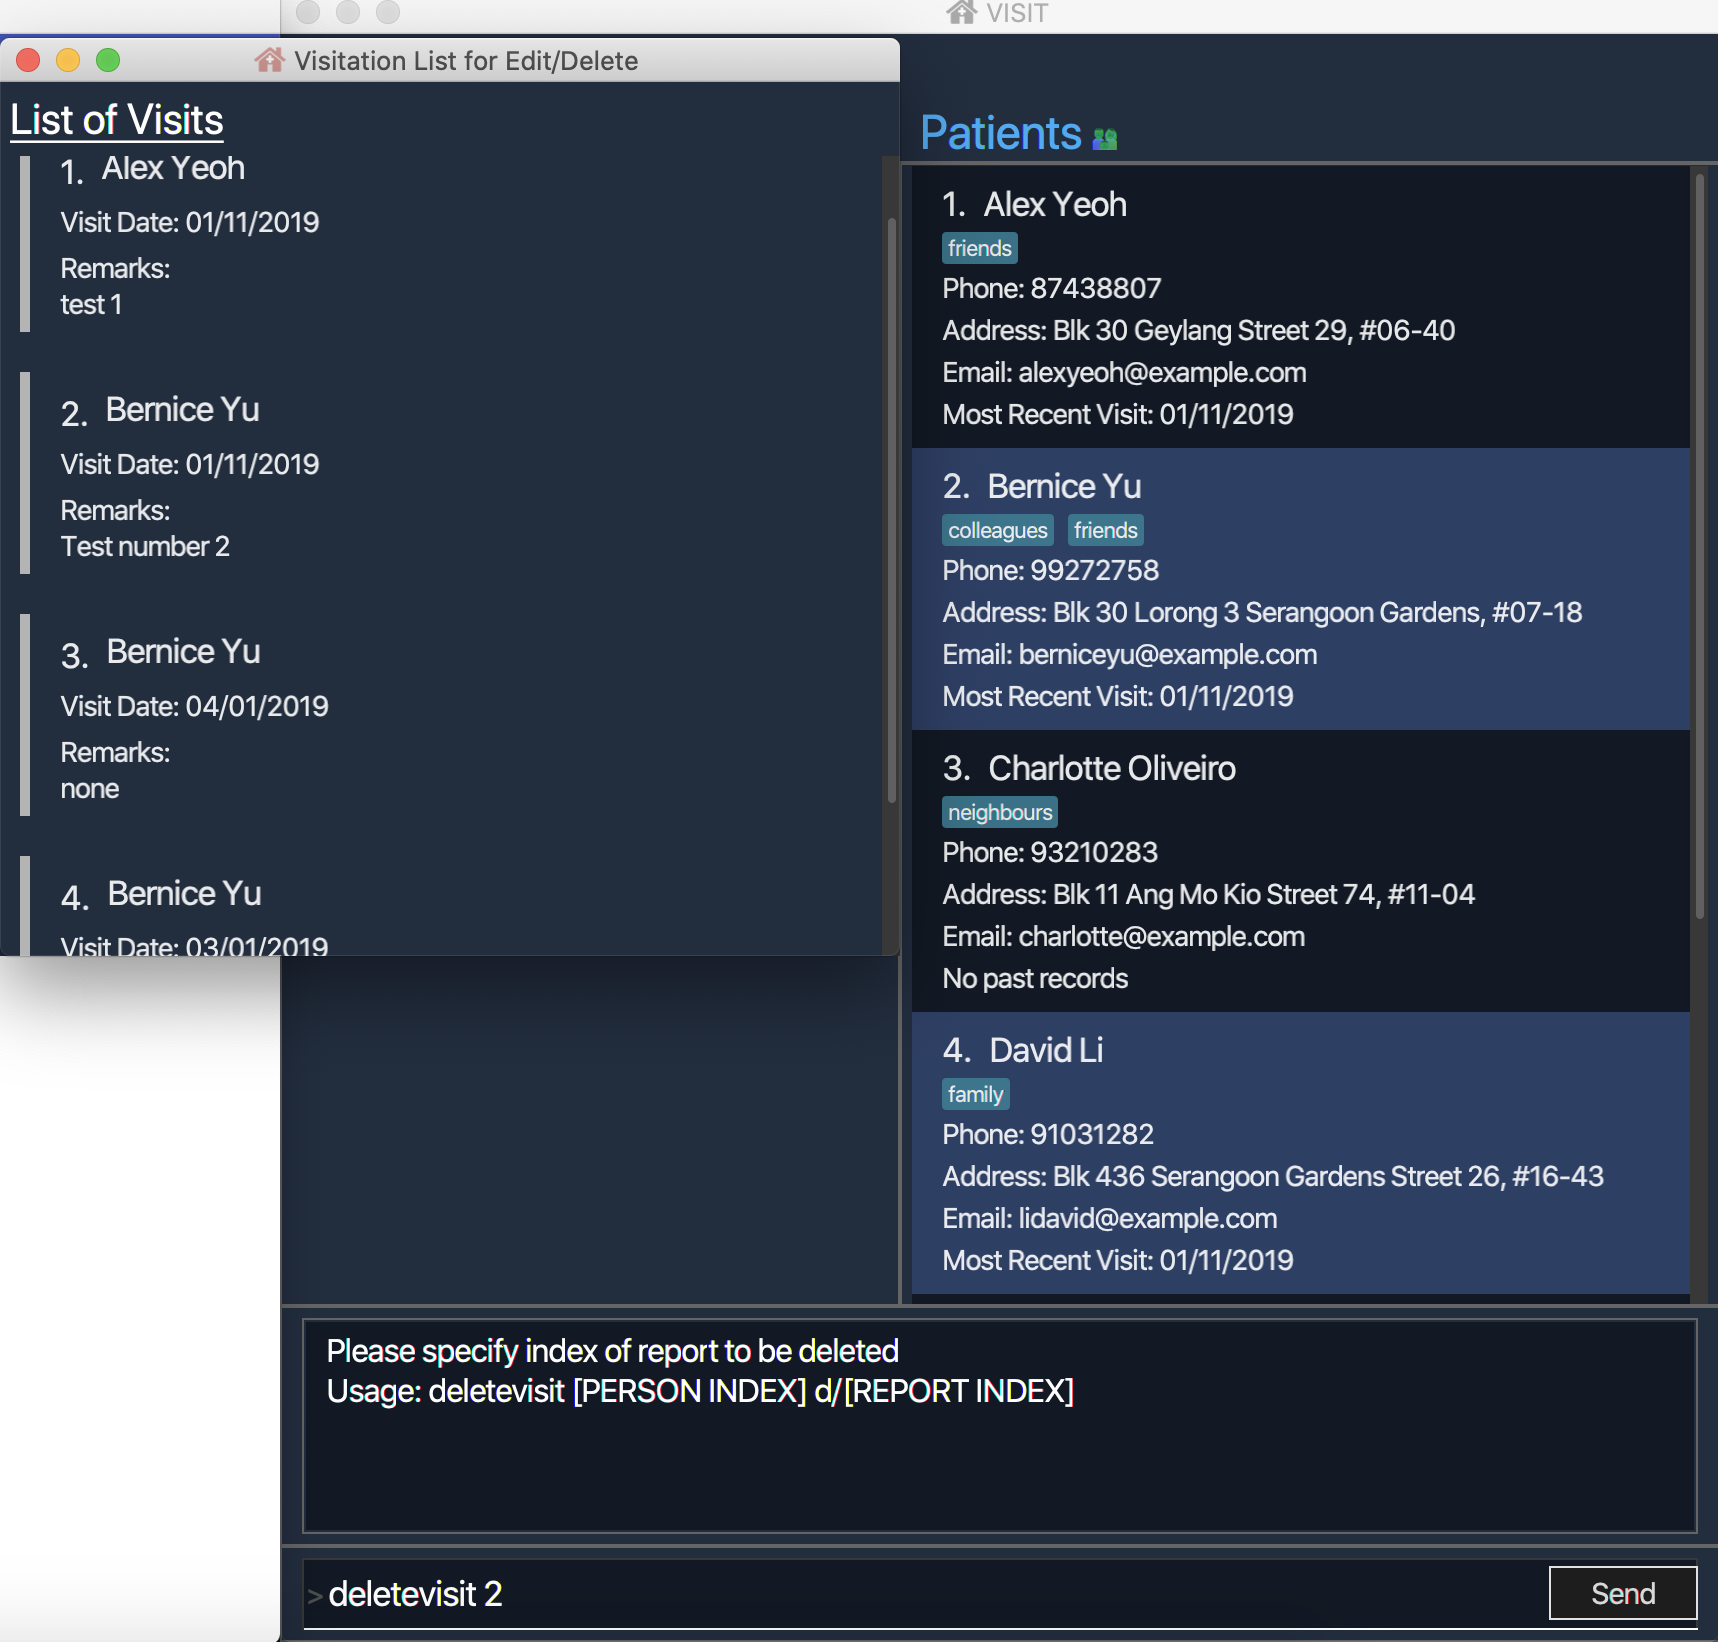 VISIT
Visitation List for Edit/Delete
List of Visits
1. Alex Yeoh
Visit Date: 01/11/2019
Remarks:
test 1
2. Bernice Yu
Visit Date: 01/11/2019
Remarks:
Test number 2
3. Bernice Yu
Visit Date: 04/01/2019
Remarks:
none
4. Bernice Yu
Visit Date: 03/01/2019
Patients
1. Alex Yeoh
friends
Phone: 87438807
Address: Blk 30 Geylang Street 29, #06-40
Email: alexyeoh@example.com
Most Recent Visit: 01/11/2019
2. Bernice Yu
colleagues friends
Phone: 99272758
Address: Blk 30 Lorong 3 Serangoon Gardens, #07-18
Email: berniceyu@example.com
Most Recent Visit: 01/11/2019
3. Charlotte Oliveiro
neighbours
Phone: 93210283
Address: Blk 11 Ang Mo Kio Street 74, #11-04
Email: charlotte@example.com
No past records
4. David Li
family
Phone: 91031282
Address: Blk 436 Serangoon Gardens Street 26, #16-43
Email: lidavid@example.com
Most Recent Visit: 01/11/2019
Please specify index of report to be deleted
Usage: deletevisit [PERSON INDEX] d/[REPORT INDEX]
> deletevisit 2
Send